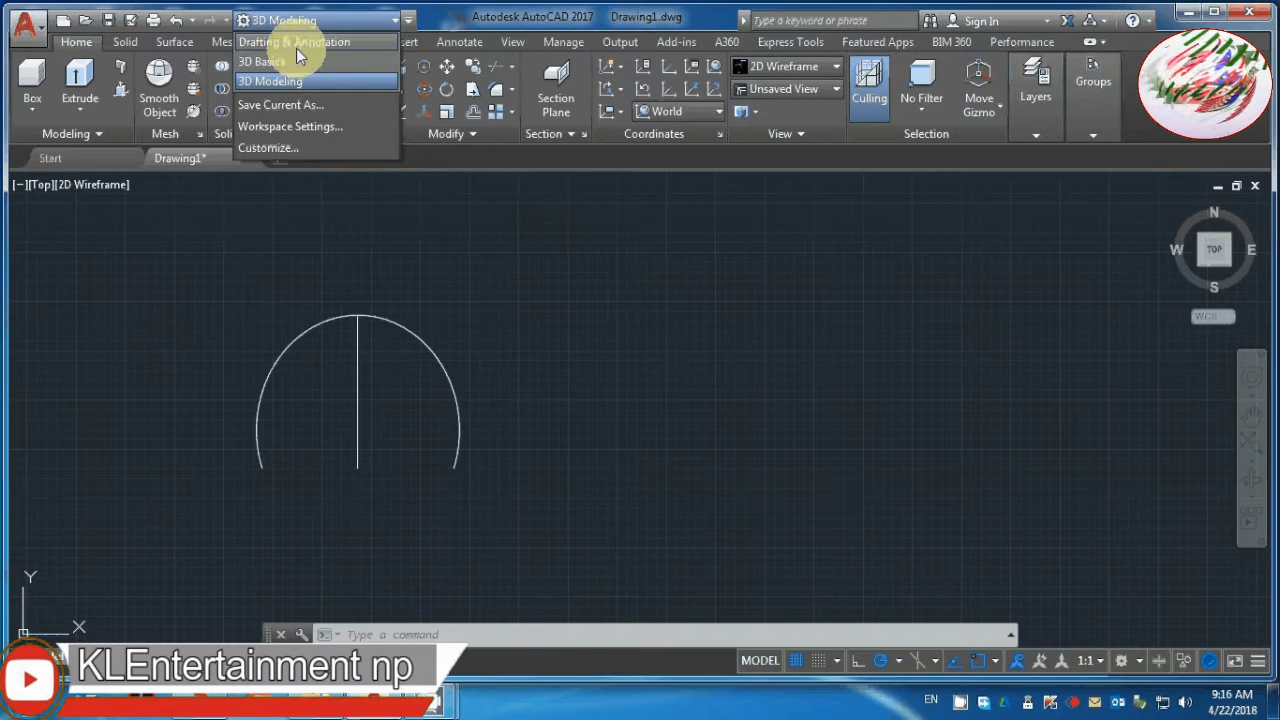 3D Modeling
Autodesk AutoCAD 2017 Drawing1.dwg
Type a keyword or phrase
Sign In
Home Solid Surface
Annotate View Manage Output Add-ins A360 Express Tools Featured Apps BIM 360 Performance
Drafting & Annotation
3D Basics
3D Modeling
Save Current As...
Workspace Settings...
Customize...
Box
Extrude
Smooth
Object
Section
Plane
World
2D Wireframe
Unsaved View
Culling
No Filter
Move
Gizmo
Layers
Groups
Modeling
Mesh
Modify
Section
Coordinates
View
Selection
Start
Drawing1*
[−][Top][2D Wireframe]
N
W
TOP
E
S
WCS
Y
X
Type a command
MODEL
1:1
KLEntertainment np
EN
9:16 AM
4/22/2018